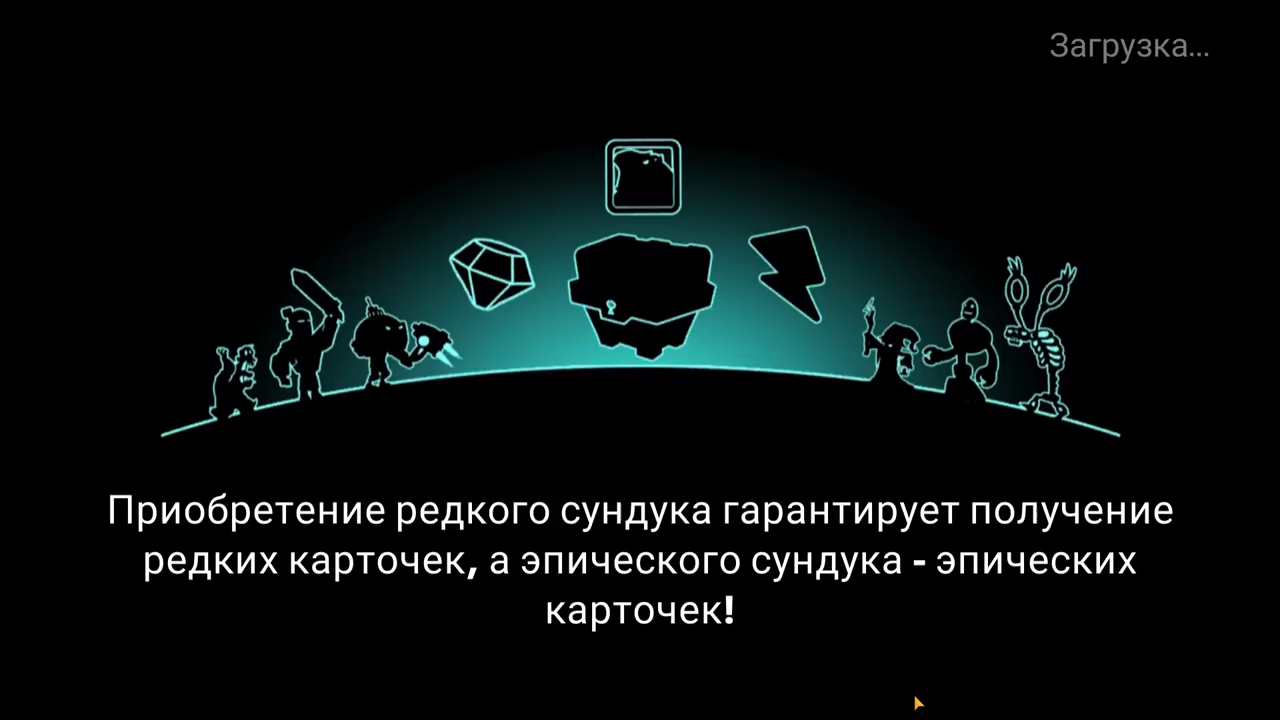 Загрузка...
Приобретение редкого сундука гарантирует получение
редких карточек, а эпического сундука - эпических
карточек!